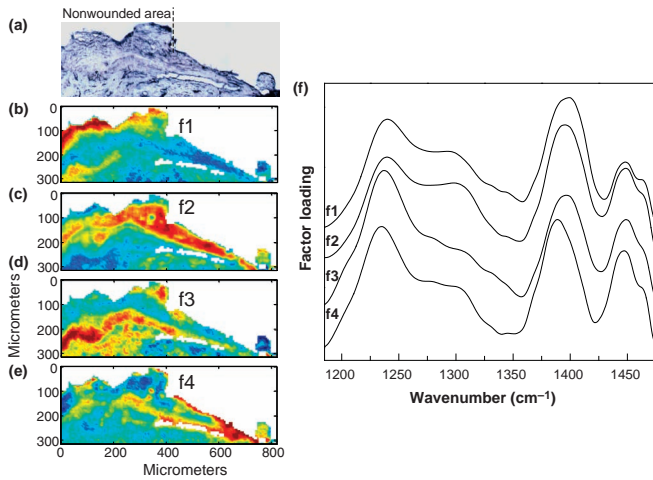 Nonwounded area
(a)
(b)
0
100
200
300
f1
(c)
0
100
200
300
f2
(d)
0
100
200
300
f3
(e)
0
100
200
300
f4
0
200
400
600
800
Micrometers
Micrometers
(f)
Factor loading
f1
f2
f3
f4
1200
1250
1300
1350
1400
1450
Wavenumber (cm⁻¹)